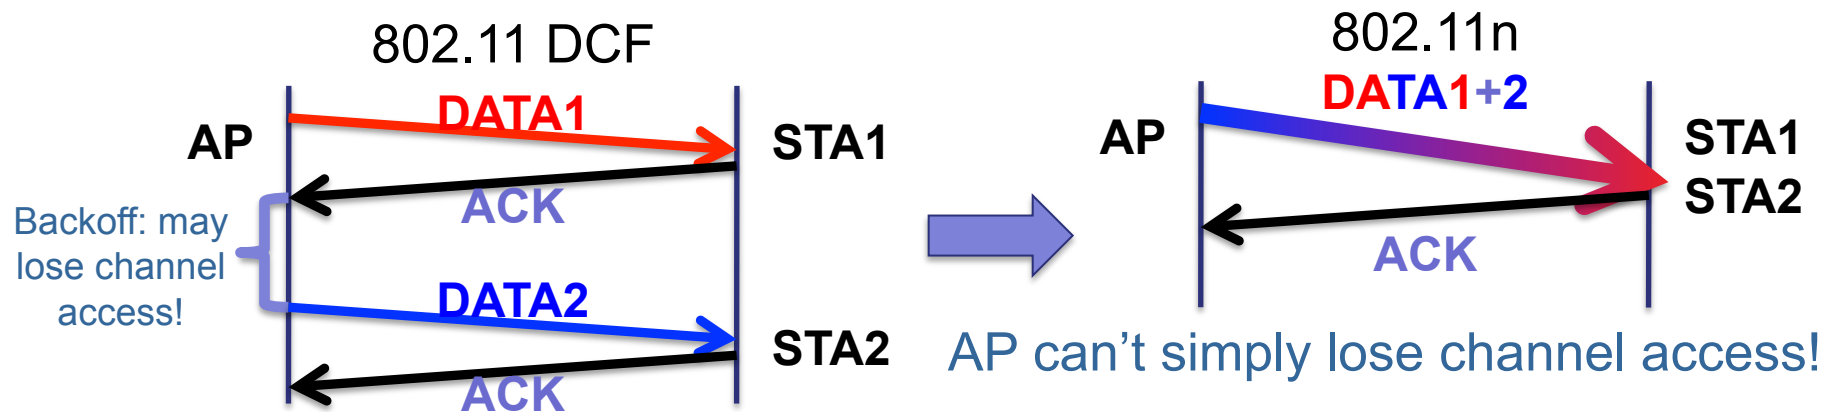 802.11 DCF
AP
DATA1
STA1
ACK
Backoff: may
lose channel
access!
DATA2
STA2
ACK
802.11n
DATA1+2
AP
STA1
STA2
ACK
AP can’t simply lose channel access!